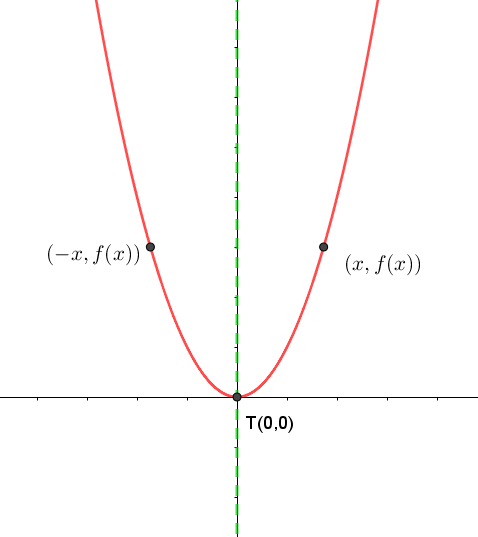 (−x, f(x))
(x, f(x))
T(0,0)